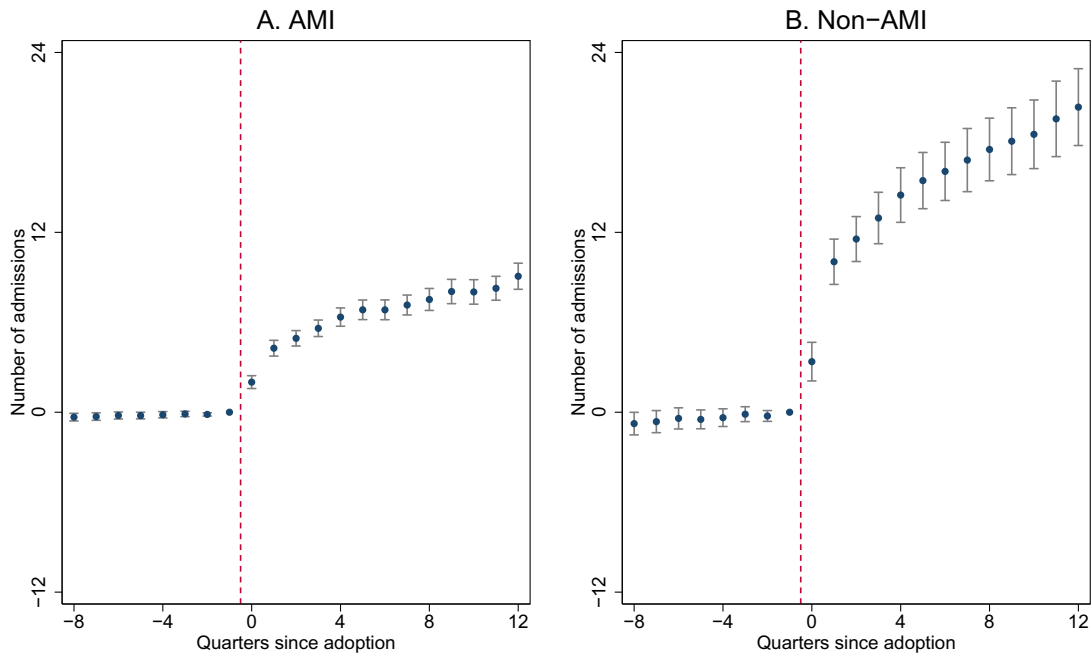 A. AMI
Number of admissions
24
12
0
−12
−8 −4 0 4 8 12
Quarters since adoption
B. Non−AMI
Number of admissions
24
12
0
−12
−8 −4 0 4 8 12
Quarters since adoption